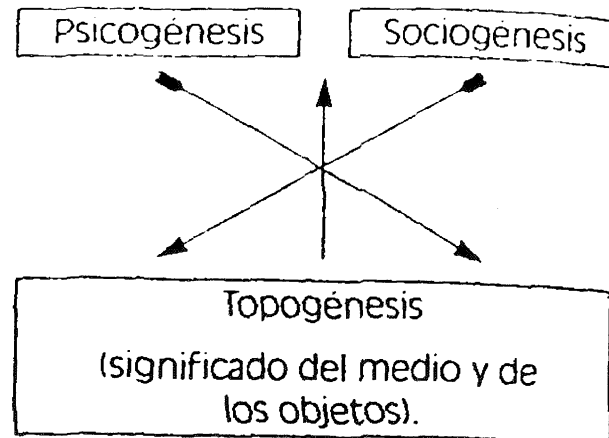 Psicogénesis
Sociogénesis
Topogénesis
(significado del medio y de
los objetos).